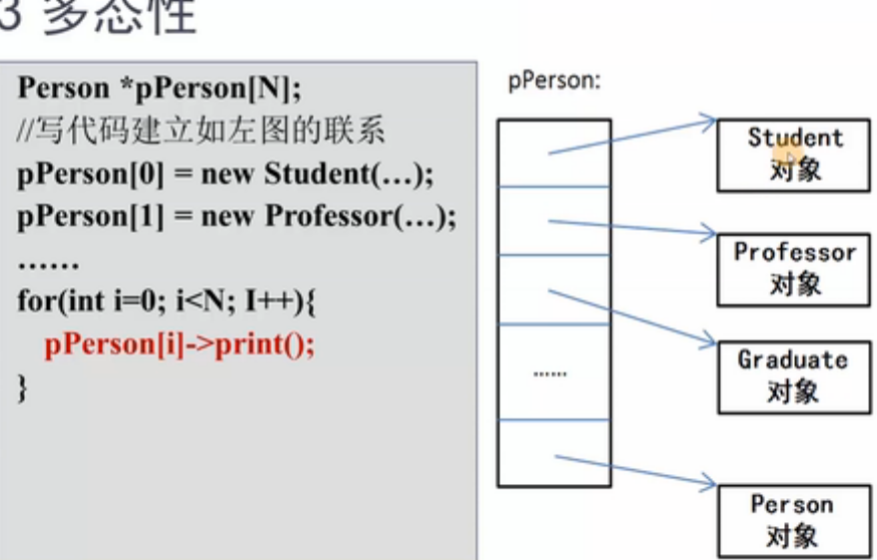 3 多态性
Person *pPerson[N];
//写代码建立如左图的联系
pPerson[0] = new Student(…);
pPerson[1] = new Professor(…);
……
for(int i=0; i<N; I++){
pPerson[i]->print();
}
pPerson:
……
Student
对象
Professor
对象
Graduate
对象
Person
对象